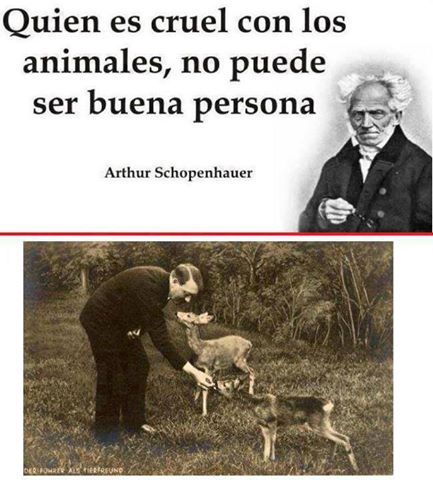 Quien es cruel con los
animales, no puede
ser buena persona
Arthur Schopenhauer
DER FÜHRER ALS TIERFREUND